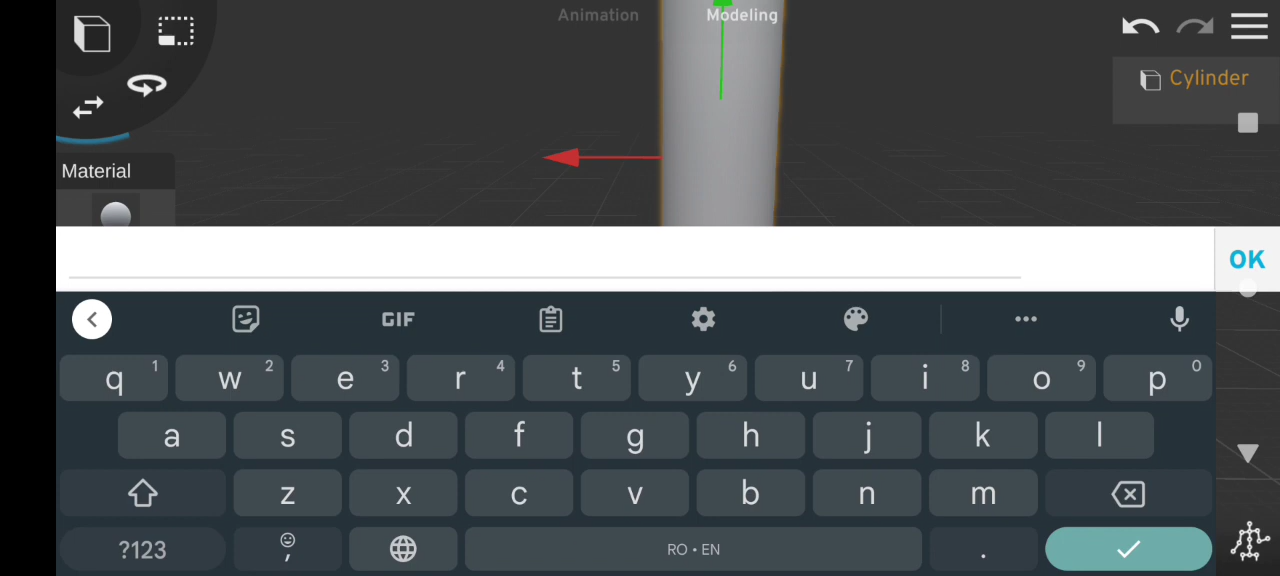 Animation Modeling
Cylinder
Material
OK
GIF
q 1 w 2 e 3 r 4 t 5 y 6 u 7 i 8 o 9 p 0
a s d f g h j k l
z x c v b n m
?123 , RO • EN .